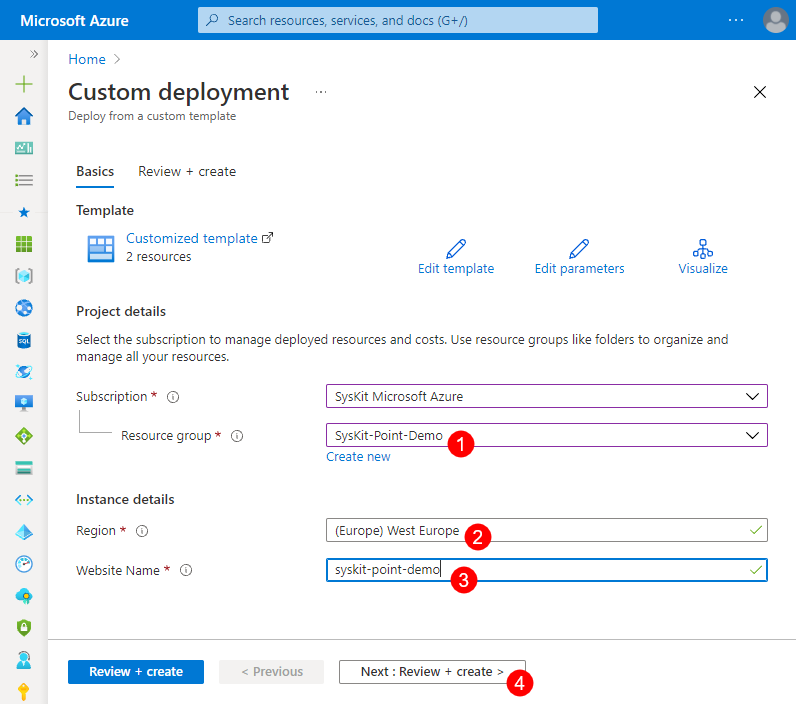 Microsoft Azure
Search resources, services, and docs (G+/)
...
»
Home >
Custom deployment ...
Deploy from a custom template
Basics Review + create
Template
Customized template
2 resources
Edit template Edit parameters Visualize
Project details
Select the subscription to manage deployed resources and costs. Use resource groups like folders to organize and
manage all your resources.
Subscription * SysKit Microsoft Azure
Resource group * SysKit-Point-Demo 1
Create new
Instance details
Region * (Europe) West Europe 2
Website Name * syskit-point-demo 3
SQL
Review + create < Previous Next : Review + create > 4